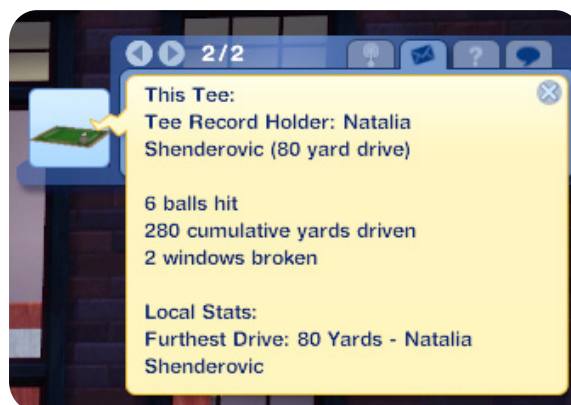 2/2
?
This Tee:
Tee Record Holder: Natalia
Shenderovic (80 yard drive)
6 balls hit
280 cumulative yards driven
2 windows broken
Local Stats:
Furthest Drive: 80 Yards - Natalia
Shenderovic